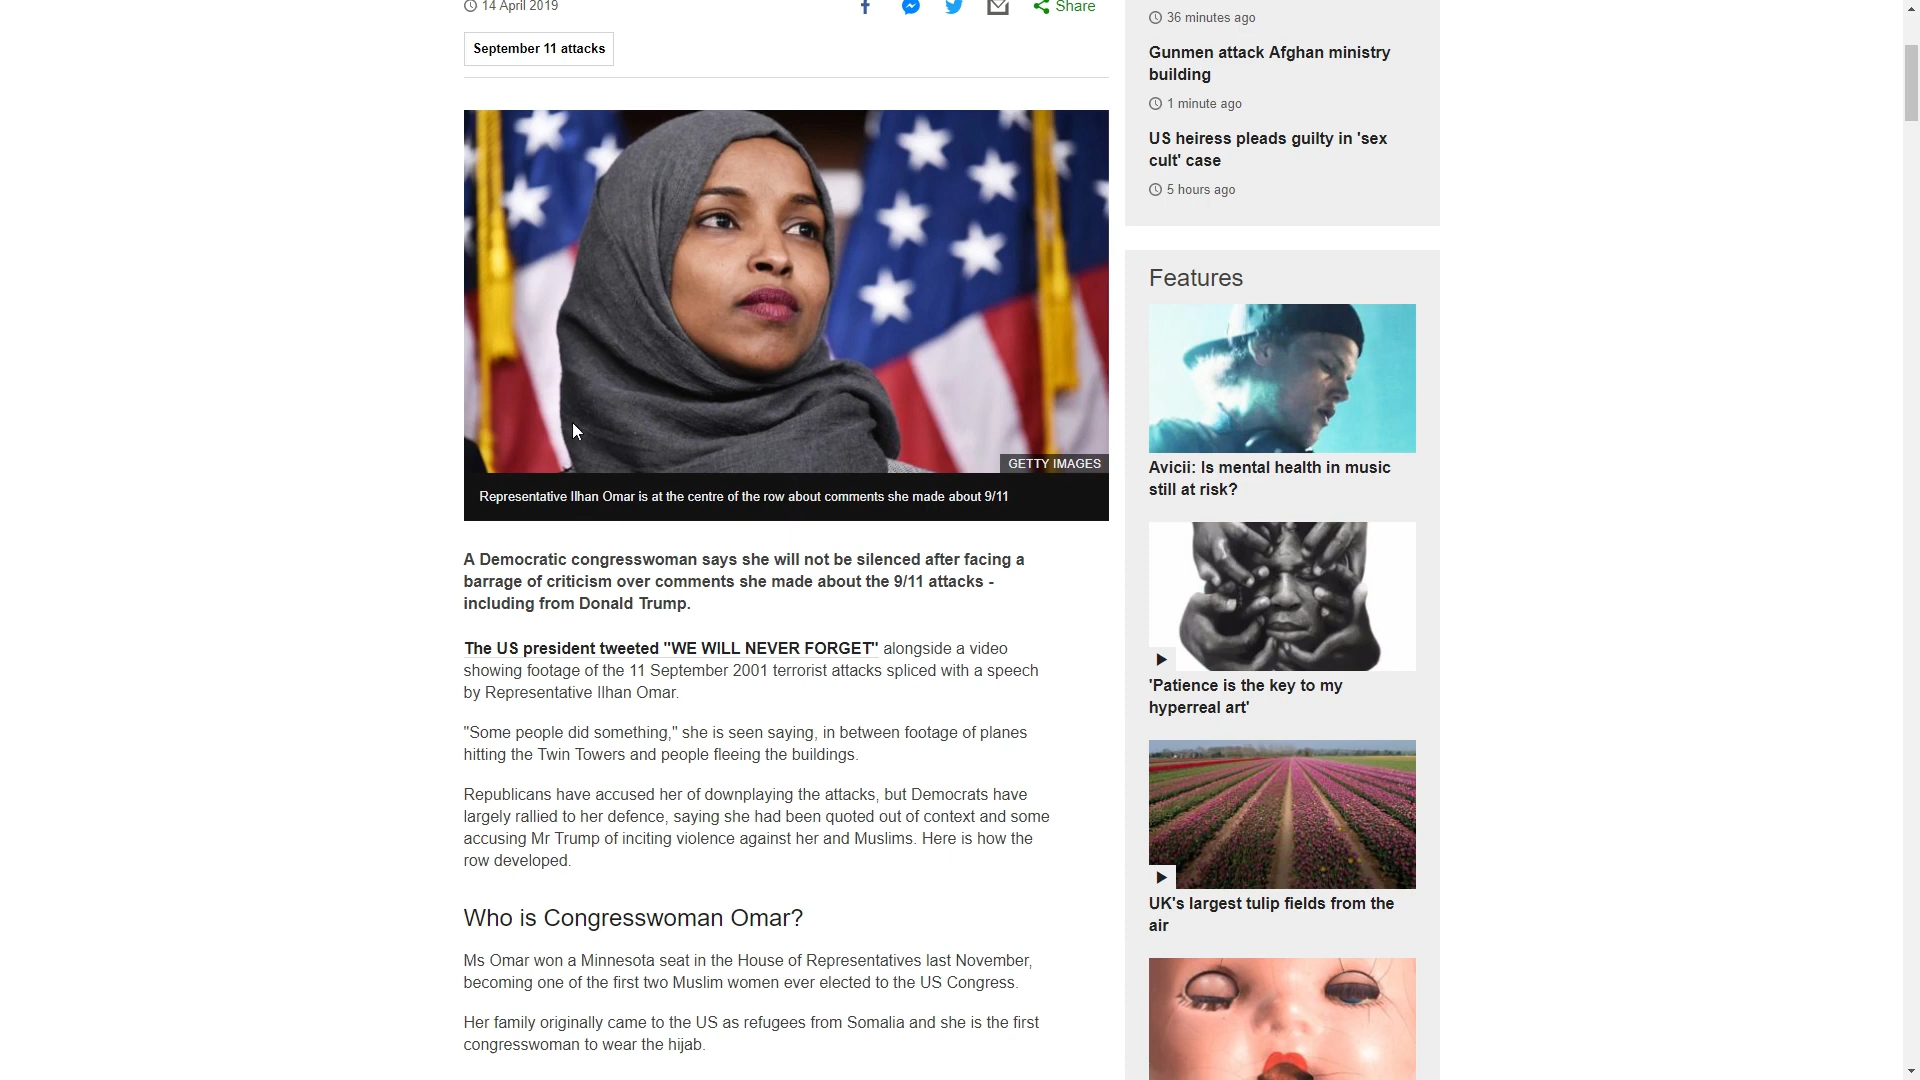 14 April 2019
Share
September 11 attacks
GETTY IMAGES
Representative Ilhan Omar is at the centre of the row about comments she made about 9/11
A Democratic congresswoman says she will not be silenced after facing a
barrage of criticism over comments she made about the 9/11 attacks -
including from Donald Trump.
The US president tweeted "WE WILL NEVER FORGET" alongside a video
showing footage of the 11 September 2001 terrorist attacks spliced with a speech
by Representative Ilhan Omar.
"Some people did something," she is seen saying, in between footage of planes
hitting the Twin Towers and people fleeing the buildings.
Republicans have accused her of downplaying the attacks, but Democrats have
largely rallied to her defence, saying she had been quoted out of context and some
accusing Mr Trump of inciting violence against her and Muslims. Here is how the
row developed.
Who is Congresswoman Omar?
Ms Omar won a Minnesota seat in the House of Representatives last November,
becoming one of the first two Muslim women ever elected to the US Congress.
Her family originally came to the US as refugees from Somalia and she is the first
congresswoman to wear the hijab.
36 minutes ago
Gunmen attack Afghan ministry
building
1 minute ago
US heiress pleads guilty in 'sex
cult' case
5 hours ago
Features
Avicii: Is mental health in music
still at risk?
'Patience is the key to my
hyperreal art'
UK's largest tulip fields from the
air